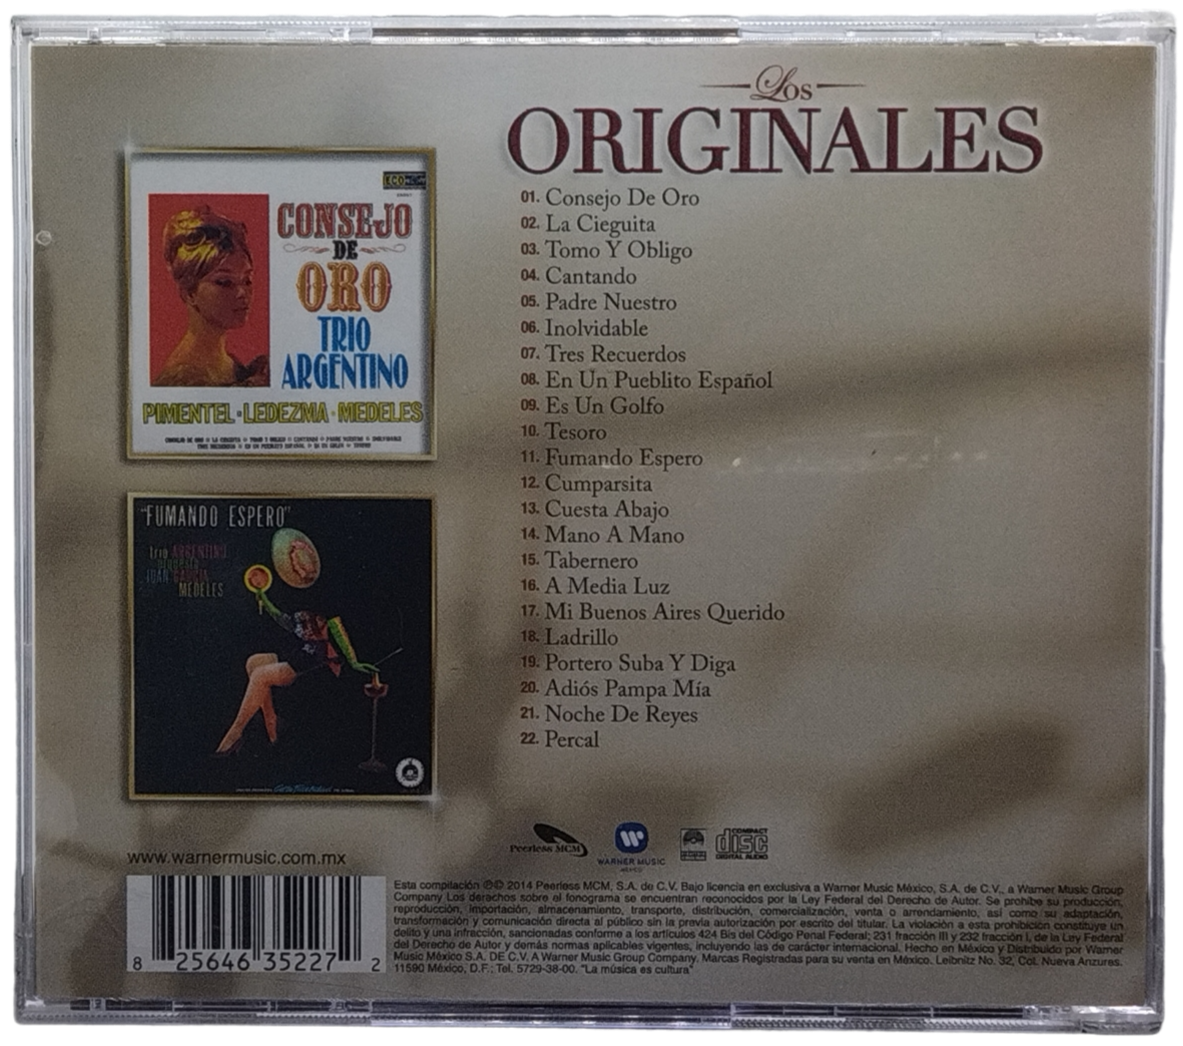 Los
ORIGINALES
01. Consejo De Oro
02. La Cieguita
03. Tomo Y Obligo
04. Cantando
05. Padre Nuestro
06. Inolvidable
07. Tres Recuerdos
08. En Un Pueblito Español
09. Es Un Golfo
10. Tesoro
11. Fumando Espero
12. Cumparsita
13. Cuesta Abajo
14. Mano A Mano
15. Tabernero
16. A Media Luz
17. Mi Buenos Aires Querido
18. Ladrillo
19. Portero Suba Y Diga
20. Adiós Pampa Mía
21. Noche De Reyes
22. Percal
ECO
CONSEJO
DE
ORO
TRIO
ARGENTINO
PIMENTEL · LEDEZMA · MEDELES
"FUMANDO ESPERO"
Trio ARGENTINO
orquesta
JUAN GARCIA
MEDELES
www.warnermusic.com.mx
8 25646 35227 2
Peerless MCM
WARNER MUSIC
MÉXICO
COMPACT
disc
DIGITAL AUDIO
Esta compilación ℗© 2014 Peerless MCM, S.A. de C.V. Bajo licencia en exclusiva a Warner Music México, S.A. de C.V., a Warner Music Group
Company Los derechos sobre el fonograma se encuentran reconocidos por la Ley Federal del Derecho de Autor. Se prohibe su producción,
reproducción, importación, almacenamiento, transporte, distribución, comercialización, venta o arrendamiento, así como su adaptación,
transformación y comunicación directa al público sin la previa autorización por escrito del titular. La violación a esta prohibición constituye un
delito y una infracción, sancionadas conforme a los artículos 424 Bis del Código Penal Federal; 231 fracción III y 232 fracción I, de la Ley Federal
del Derecho de Autor y demás normas aplicables vigentes, incluyendo las de carácter internacional. Hecho en México y Distribuido por Warner
Music México S.A. DE C.V. A Warner Music Group Company. Marcas Registradas para su venta en México. Leibnitz No. 32, Col. Nueva Anzures.
11590 México, D.F.; Tel. 5729-38-00. "La música es cultura"